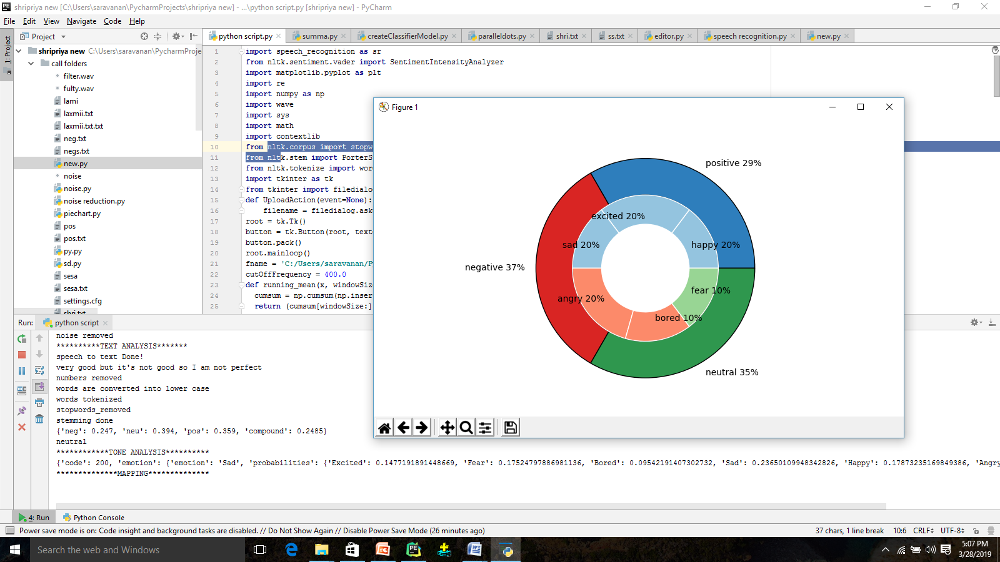 shripriya new [C:\Users\saravanan\PycharmProjects\shripriya new] - ...\python script.py [shripriya new] - PyCharm
File Edit View Navigate Code Help
Project
python script.py
summa.py
createClassifierModel.py
paralleldots.py
shri.txt
ss.txt
editor.py
speech recognition.py
new.py
1: Project
shripriya new C:\Users\saravanan\PycharmProje
call folders
filter.wav
fulty.wav
lami
laxmii.txt
laxmii.txt.txt
neg.txt
negs.txt
new.py
noise
noise.py
noise reduction.py
piechart.py
pos
pos.txt
py.py
sd.py
sesa
sesa.txt
settings.cfg
shri.txt
1 import speech_recognition as sr
2 from nltk.sentiment.vader import SentimentIntensityAnalyzer
3 import matplotlib.pyplot as plt
4 import re
5 import numpy as np
6 import wave
7 import sys
8 import math
9 import contextlib
10 from nltk.corpus import stopw
11 from nltk.stem import PorterS
12 from nltk.tokenize import wor
13 import tkinter as tk
14 from tkinter import filedialog
15 def UploadAction(event=None):
16 filename = filedialog.ask
17 root = tk.Tk()
18 button = tk.Button(root, text
19 button.pack()
20 root.mainloop()
21 fname = 'C:/Users/saravanan/Py
22 cutOffFrequency = 400.0
23 def running_mean(x, windowSiz
24 cumsum = np.cumsum(np.inser
25 return (cumsum[windowSize:]
Figure 1
positive 29%
excited 20%
sad 20%
happy 20%
negative 37%
fear 10%
angry 20%
bored 10%
neutral 35%
Run: python script
noise removed
**********TEXT ANALYSIS*******
speech to text Done!
very good but it's not good so I am not perfect
numbers removed
words are converted into lower case
words tokenized
stopwords_removed
stemming done
{'neg': 0.247, 'neu': 0.394, 'pos': 0.359, 'compound': 0.2485}
neutral
************TONE ANALYSIS**********
{'code': 200, 'emotion': {'emotion': 'Sad', 'probabilities': {'Excited': 0.1477191891448669, 'Fear': 0.17524797886981136, 'Bored': 0.09542191407302732, 'Sad': 0.23650109948342826, 'Happy': 0.17873235169849386, 'Angry
**************MAPPING**************
4: Run
Python Console
Power save mode is on: Code insight and background tasks are disabled. // Do Not Show Again // Disable Power Save Mode (26 minutes ago)
37 chars, 1 line break 10:6 CRLF UTF-8
Search the web and Windows
5:07 PM
3/28/2019